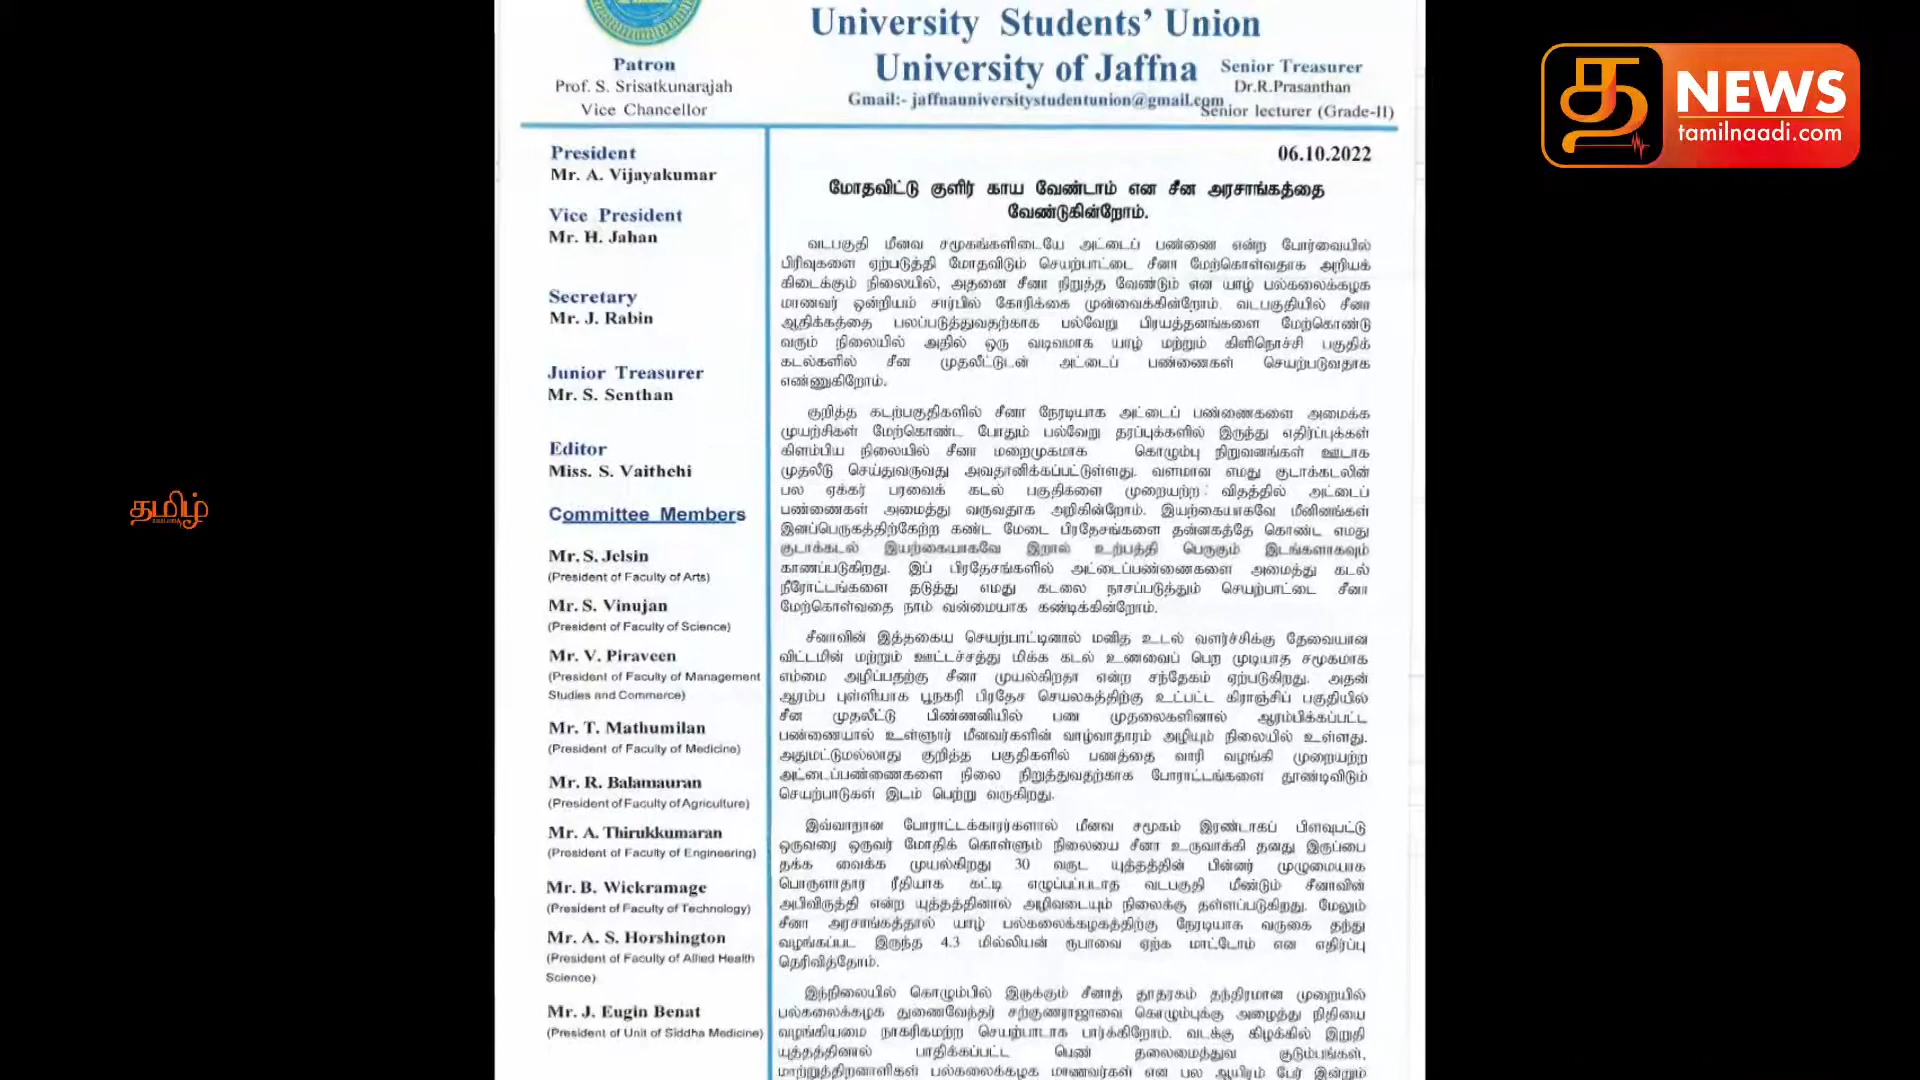 University Students' Union
University of Jaffna
Gmail:- jaffnauniversitystudentunion@gmail.com
Patron
Prof. S. Srisatkunarajah
Vice Chancellor
Senior Treasurer
Dr.R.Prasanthan
Senior lecturer (Grade-II)
NEWS
tamilnaadi.com
தமிழ்
President
Mr. A. Vijayakumar
Vice President
Mr. H. Jahan
Secretary
Mr. J. Rabin
Junior Treasurer
Mr. S. Senthan
Editor
Miss. S. Vaithehi
Committee Members
Mr. S. Jelsin
(President of Faculty of Arts)
Mr. S. Vinujan
(President of Faculty of Science)
Mr. V. Piraveen
(President of Faculty of Management
Studies and Commerce)
Mr. T. Mathumilan
(President of Faculty of Medicine)
Mr. R. Balamauran
(President of Faculty of Agriculture)
Mr. A. Thirukkumaran
(President of Faculty of Engineering)
Mr. B. Wickramage
(President of Faculty of Technology)
Mr. A. S. Horshington
(President of Faculty of Allied Health
Science)
Mr. J. Eugin Benat
(President of Unit of Siddha Medicine)
06.10.2022
மோதவிட்டு குளிர் காய வேண்டாம் என சீன அரசாங்கத்தை
வேண்டுகின்றோம்.
வடபகுதி மீனவ சமூகங்களிடையே அட்டைப் பண்ணை என்ற போர்வையில்
பிரிவுகளை ஏற்படுத்தி மோதவிடும் செயற்பாட்டை சீனா மேற்கொள்வதாக அறியக்
கிடைக்கும் நிலையில், அதனை சீனா நிறுத்த வேண்டும் என யாழ் பல்கலைக்கழக
மாணவர் ஒன்றியம் சார்பில் கோரிக்கை முன்வைக்கின்றோம். வடபகுதியில் சீனா
ஆதிக்கத்தை பலப்படுத்துவதற்காக பல்வேறு பிரயத்தனங்களை மேற்கொண்டு
வரும் நிலையில் அதில் ஒரு வடிவமாக யாழ் மற்றும் கிளிநொச்சி பகுதிக்
கடல்களில் சீன முதலீட்டுடன் அட்டைப் பண்ணைகள் செயற்படுவதாக
எண்ணுகிறோம்.
குறித்த கடற்பகுதிகளில் சீனா நேரடியாக அட்டைப் பண்ணைகளை அமைக்க
முயற்சிகள் மேற்கொண்ட போதும் பல்வேறு தரப்புக்களில் இருந்து எதிர்ப்புக்கள்
கிளம்பிய நிலையில் சீனா மறைமுகமாக கொழும்பு நிறுவனங்கள் ஊடாக
முதலீடு செய்துவருவது அவதானிக்கப்பட்டுள்ளது. வளமான எமது குடாக்கடலின்
பல ஏக்கர் பரவைக் கடல் பகுதிகளை முறையற்ற விதத்தில் அட்டைப்
பண்ணைகள் அமைத்து வருவதாக அறிகின்றோம். இயற்கையாகவே மீனினங்கள்
இனப்பெருகத்திற்கேற்ற கண்ட மேடை பிரதேசங்களை தன்னகத்தே கொண்ட எமது
குடாக்கடல் இயற்கையாகவே இறால் உற்பத்தி பெருகும் இடங்களாகவும்
காணப்படுகிறது. இப் பிரதேசங்களில் அட்டைப்பண்ணைகளை அமைத்து கடல்
நீரோட்டங்களை தடுத்து எமது கடலை நாசப்படுத்தும் செயற்பாட்டை சீனா
மேற்கொள்வதை நாம் வன்மையாக கண்டிக்கின்றோம்.
சீனாவின் இத்தகைய செயற்பாட்டினால் மனித உடல் வளர்ச்சிக்கு தேவையான
விட்டமின் மற்றும் ஊட்டச்சத்து மிக்க கடல் உணவைப் பெற முடியாத சமூகமாக
எம்மை அழிப்பதற்கு சீனா முயல்கிறதா என்ற சந்தேகம் ஏற்படுகிறது. அதன்
ஆரம்ப புள்ளியாக பூநகரி பிரதேச செயலகத்திற்கு உட்பட்ட கிராஞ்சிப் பகுதியில்
சீன முதலீட்டு பிண்ணனியில் பண முதலைகளினால் ஆரம்பிக்கப்பட்ட
பண்ணையால் உள்ளூர் மீனவர்களின் வாழ்வாதாரம் அழியும் நிலையில் உள்ளது.
அதுமட்டுமல்லாது குறித்த பகுதிகளில் பணத்தை வாரி வழங்கி முறையற்ற
அட்டைப்பண்ணைகளை நிலை நிறுத்துவதற்காக போராட்டங்களை தூண்டிவிடும்
செயற்பாடுகள் இடம் பெற்று வருகிறது.
இவ்வாறான போராட்டக்காரர்களால் மீனவ சமூகம் இரண்டாகப் பிளவுபட்டு
ஒருவரை ஒருவர் மோதிக் கொள்ளும் நிலையை சீனா உருவாக்கி தனது இருப்பை
தக்க வைக்க முயல்கிறது 30 வருட யுத்தத்தின் பின்னர் முழுமையாக
பொருளாதார ரீதியாக கட்டி எழுப்பப்படாத வடபகுதி மீண்டும் சீனாவின்
அபிவிருத்தி என்ற யுத்தத்தினால் அழிவடையும் நிலைக்கு தள்ளப்படுகிறது. மேலும்
சீனா அரசாங்கத்தால் யாழ் பல்கலைக்கழகத்திற்கு நேரடியாக வருகை தந்து
வழங்கப்பட இருந்த 4.3 மில்லியன் ரூபாவை ஏற்க மாட்டோம் என எதிர்ப்பு
தெரிவித்தோம்.
இந்நிலையில் கொழும்பில் இருக்கும் சீனாத் தூதரகம் தந்திரமான முறையில்
பல்கலைக்கழக துணைவேந்தர் சற்குணராஜாவை கொழும்புக்கு அழைத்து நிதியை
வழங்கியமை நாகரிகமற்ற செயற்பாடாக பார்க்கிறோம். வடக்கு கிழக்கில் இறுதி
யுத்தத்தினால் பாதிக்கப்பட்ட பெண் தலைமைத்துவ குடும்பங்கள்,
மாற்றுத்திறனாளிகள் பல்கலைக்கழக மாணவர்கள் என பல ஆயிரம் பேர் இன்றும்